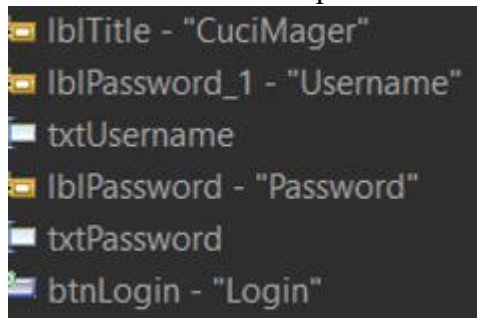 lblTitle - "CuciMager"
lblPassword_1 - "Username"
txtUsername
lblPassword - "Password"
txtPassword
btnLogin - "Login"